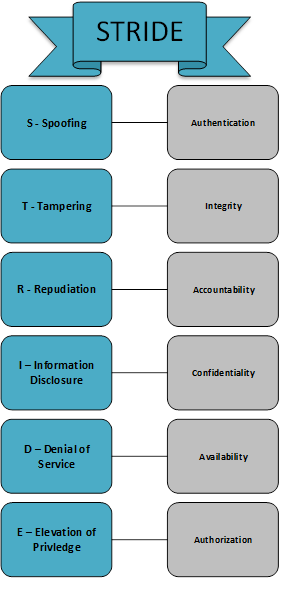 STRIDE
S - Spoofing
Authentication
T - Tampering
Integrity
R - Repudiation
Accountability
I – Information
Disclosure
Confidentiality
D – Denial of
Service
Availability
E – Elevation of
Privledge
Authorization